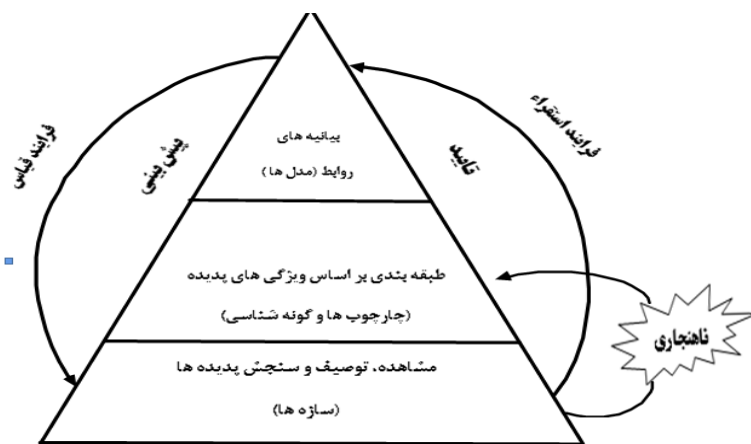 بیانیه های
روابط (مدل ها)
طبقه بندی بر اساس ویژگی های پدیده
(چارچوب ها و گونه شناسی)
مشاهده، توصیف و سنجش پدیده ها
(سازه ها)
فرایند استقراء
تایید
پیش بینی
فرایند قیاس
ناهنجاری